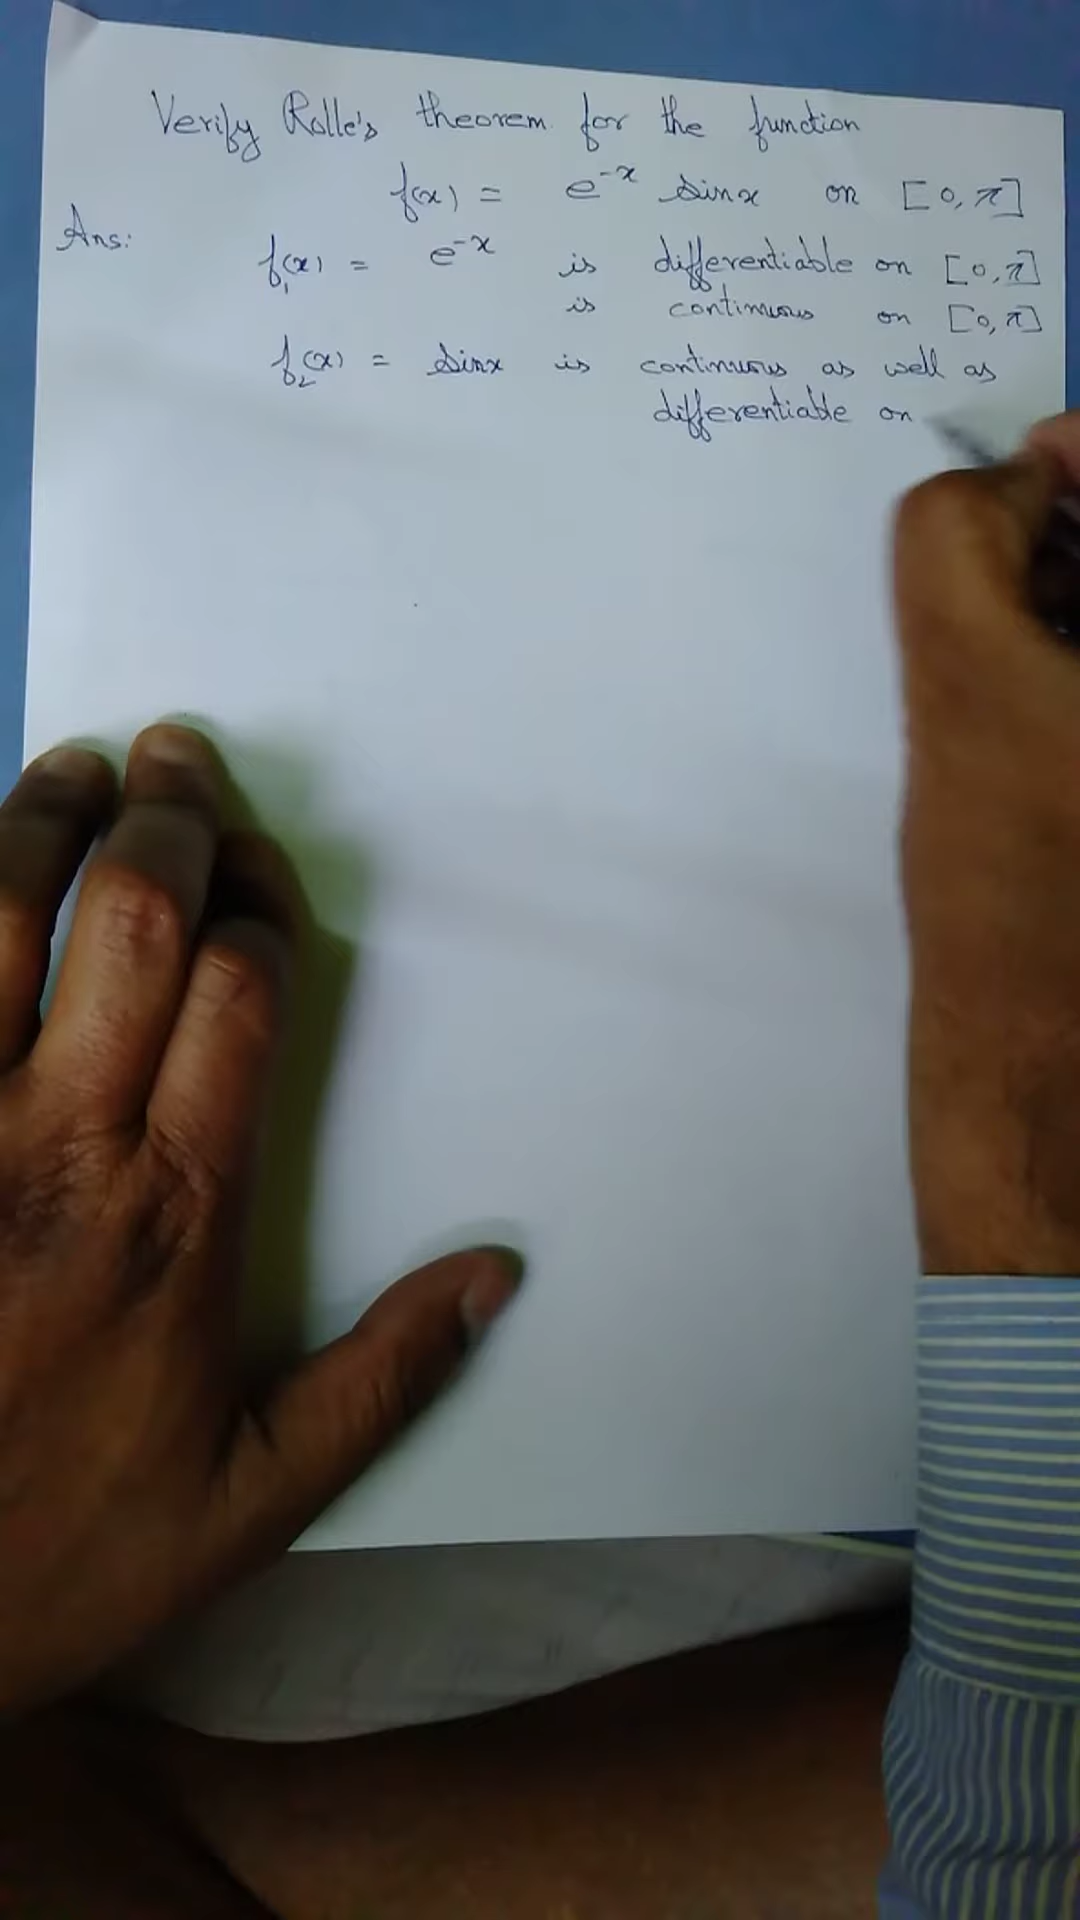 Verify Rolle's theorem for the function
f(x) = e⁻ˣ sinx on [0, π]
Ans: f₁(x) = e⁻ˣ is differentiable on [0, π]
is continuous on [0, π]
f₂(x) = sinx is continuous as well as
differentiable on